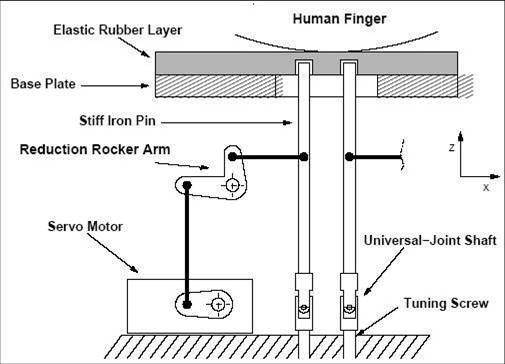 Human Finger
Elastic Rubber Layer
Base Plate
Stiff Iron Pin
Reduction Rocker Arm
z
x
Servo Motor
Universal-Joint Shaft
Tuning Screw